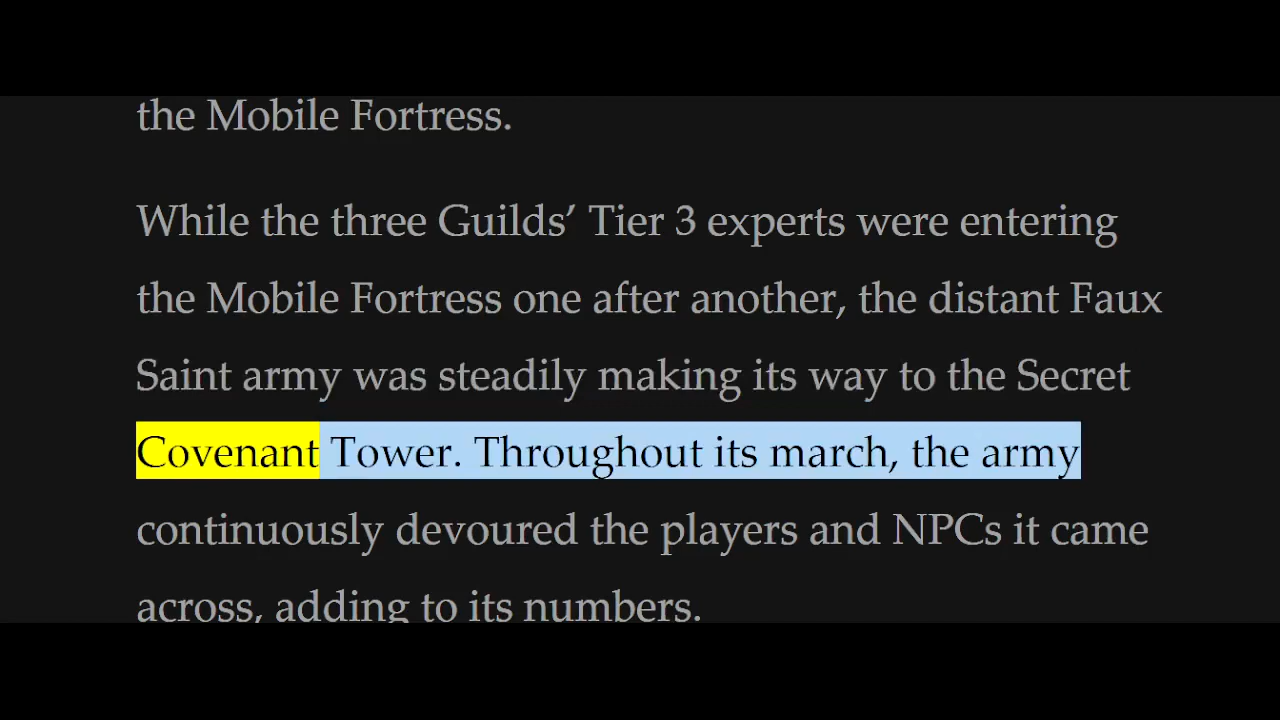 the Mobile Fortress.
While the three Guilds’ Tier 3 experts were entering
the Mobile Fortress one after another, the distant Faux
Saint army was steadily making its way to the Secret
Covenant Tower. Throughout its march, the army
continuously devoured the players and NPCs it came
across, adding to its numbers.